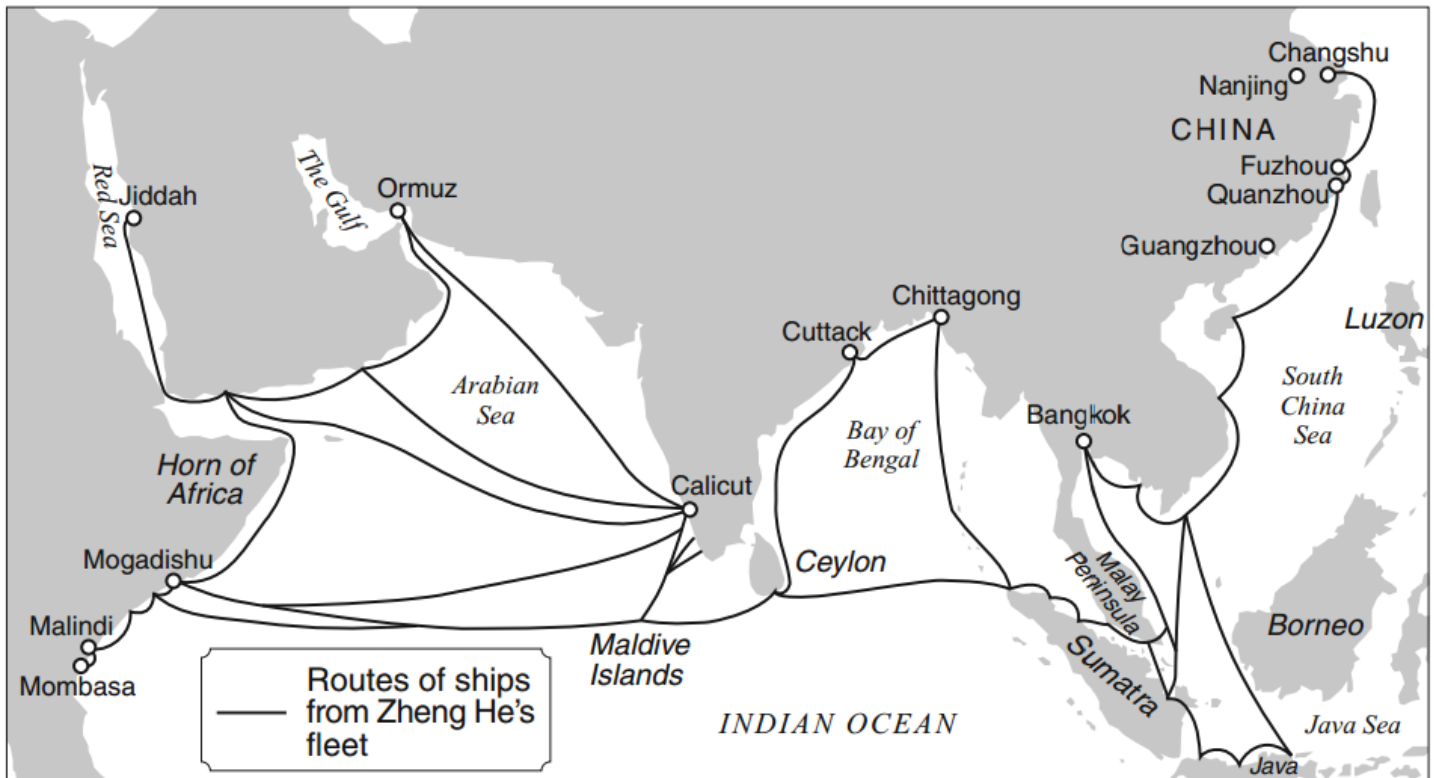 Changshu
Nanjing
CHINA
Fuzhou
Quanzhou
Guangzhou
Red Sea
Jiddah
The Gulf
Ormuz
Chittagong
Cuttack
Luzon
Arabian
Sea
South
China
Sea
Bay of
Bengal
Bangkok
Horn of
Africa
Calicut
Mogadishu
Ceylon
Malay
Peninsula
Malindi
Mombasa
Maldive
Islands
Borneo
Sumatra
Routes of ships
from Zheng He's
fleet
INDIAN OCEAN
Java Sea
Java